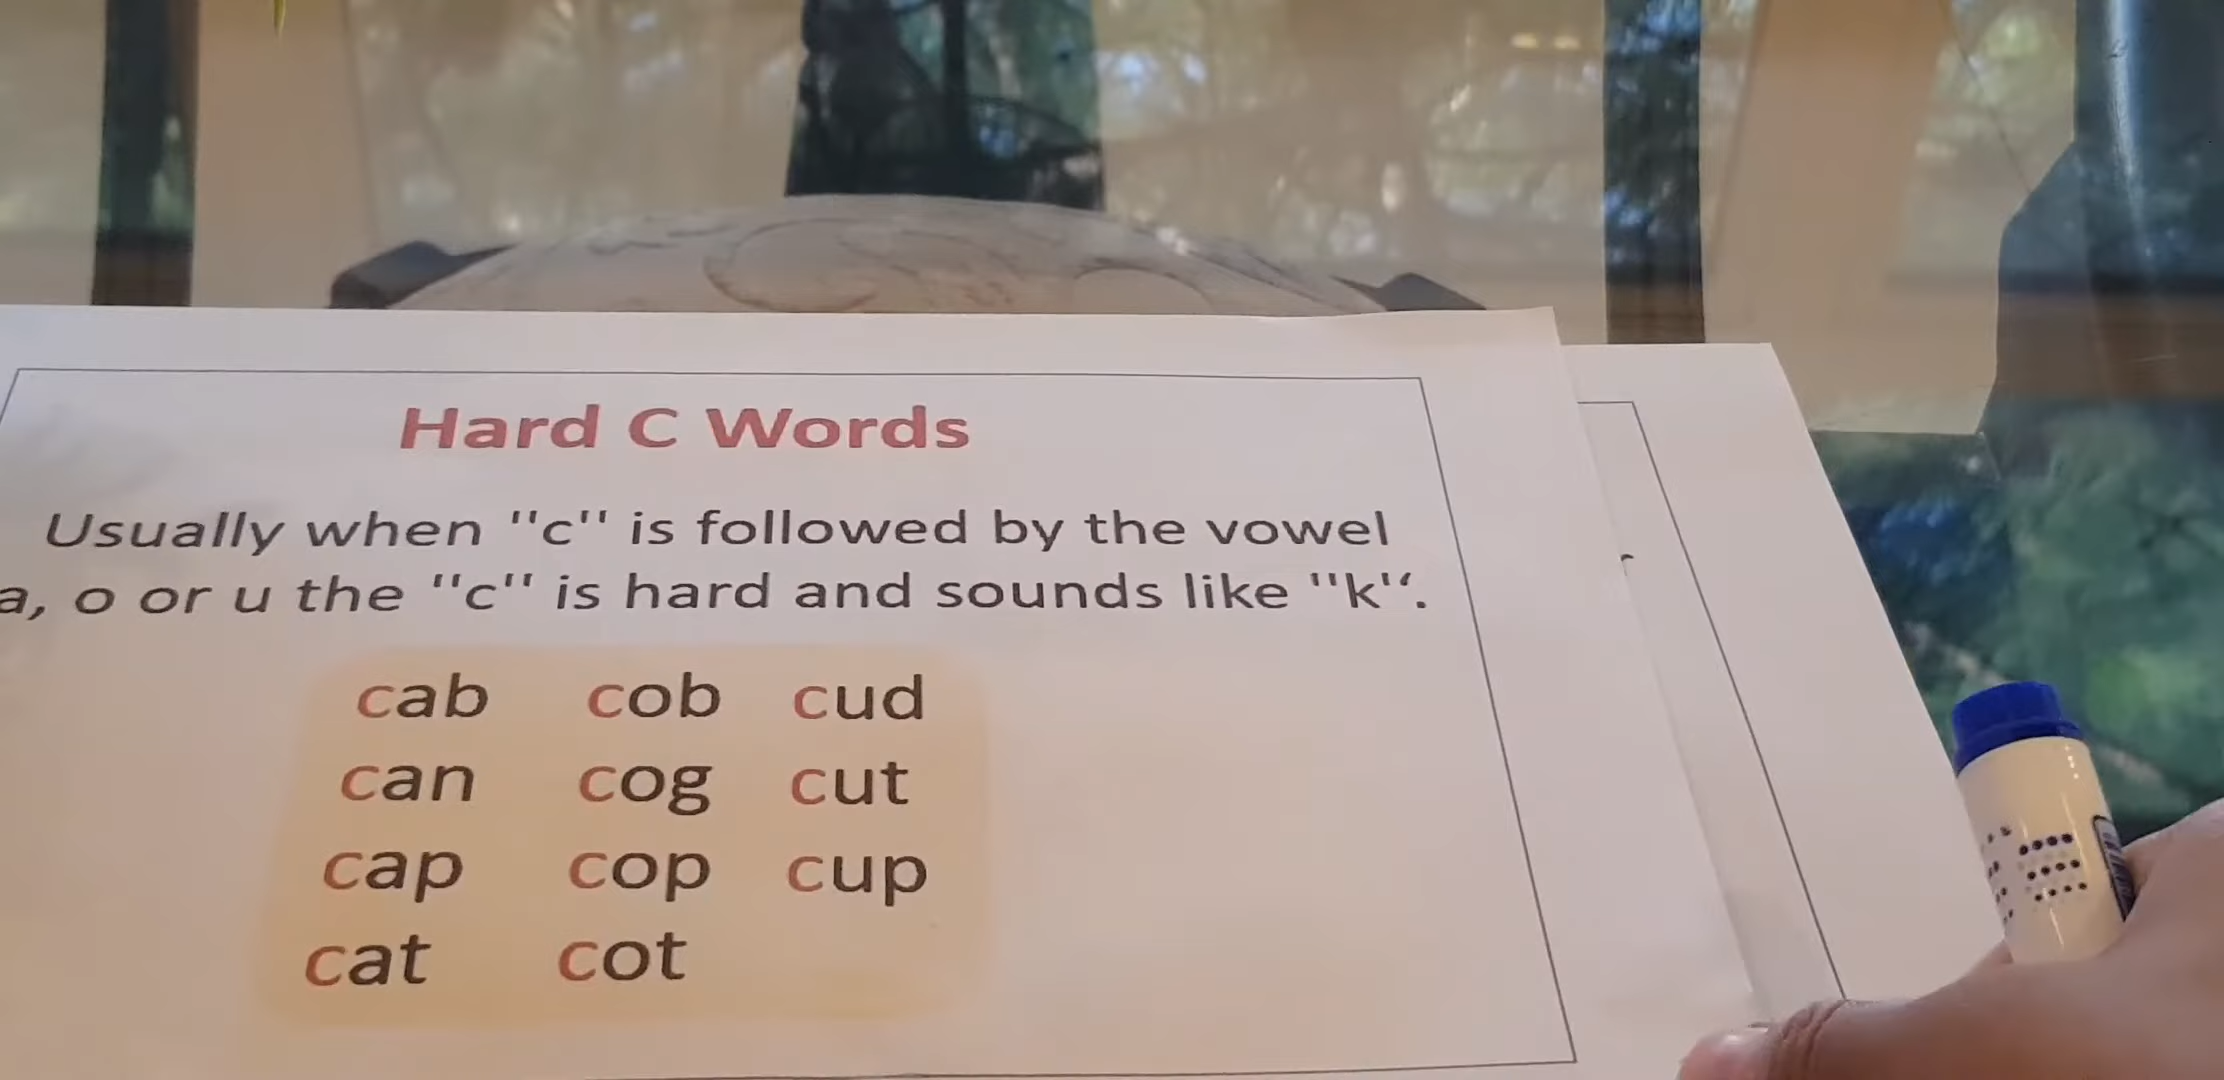 Hard C Words
Usually when "c" is followed by the vowel
a, o or u the "c" is hard and sounds like "k'‘.
cab cob cud
can cog cut
cap cop cup
cat cot